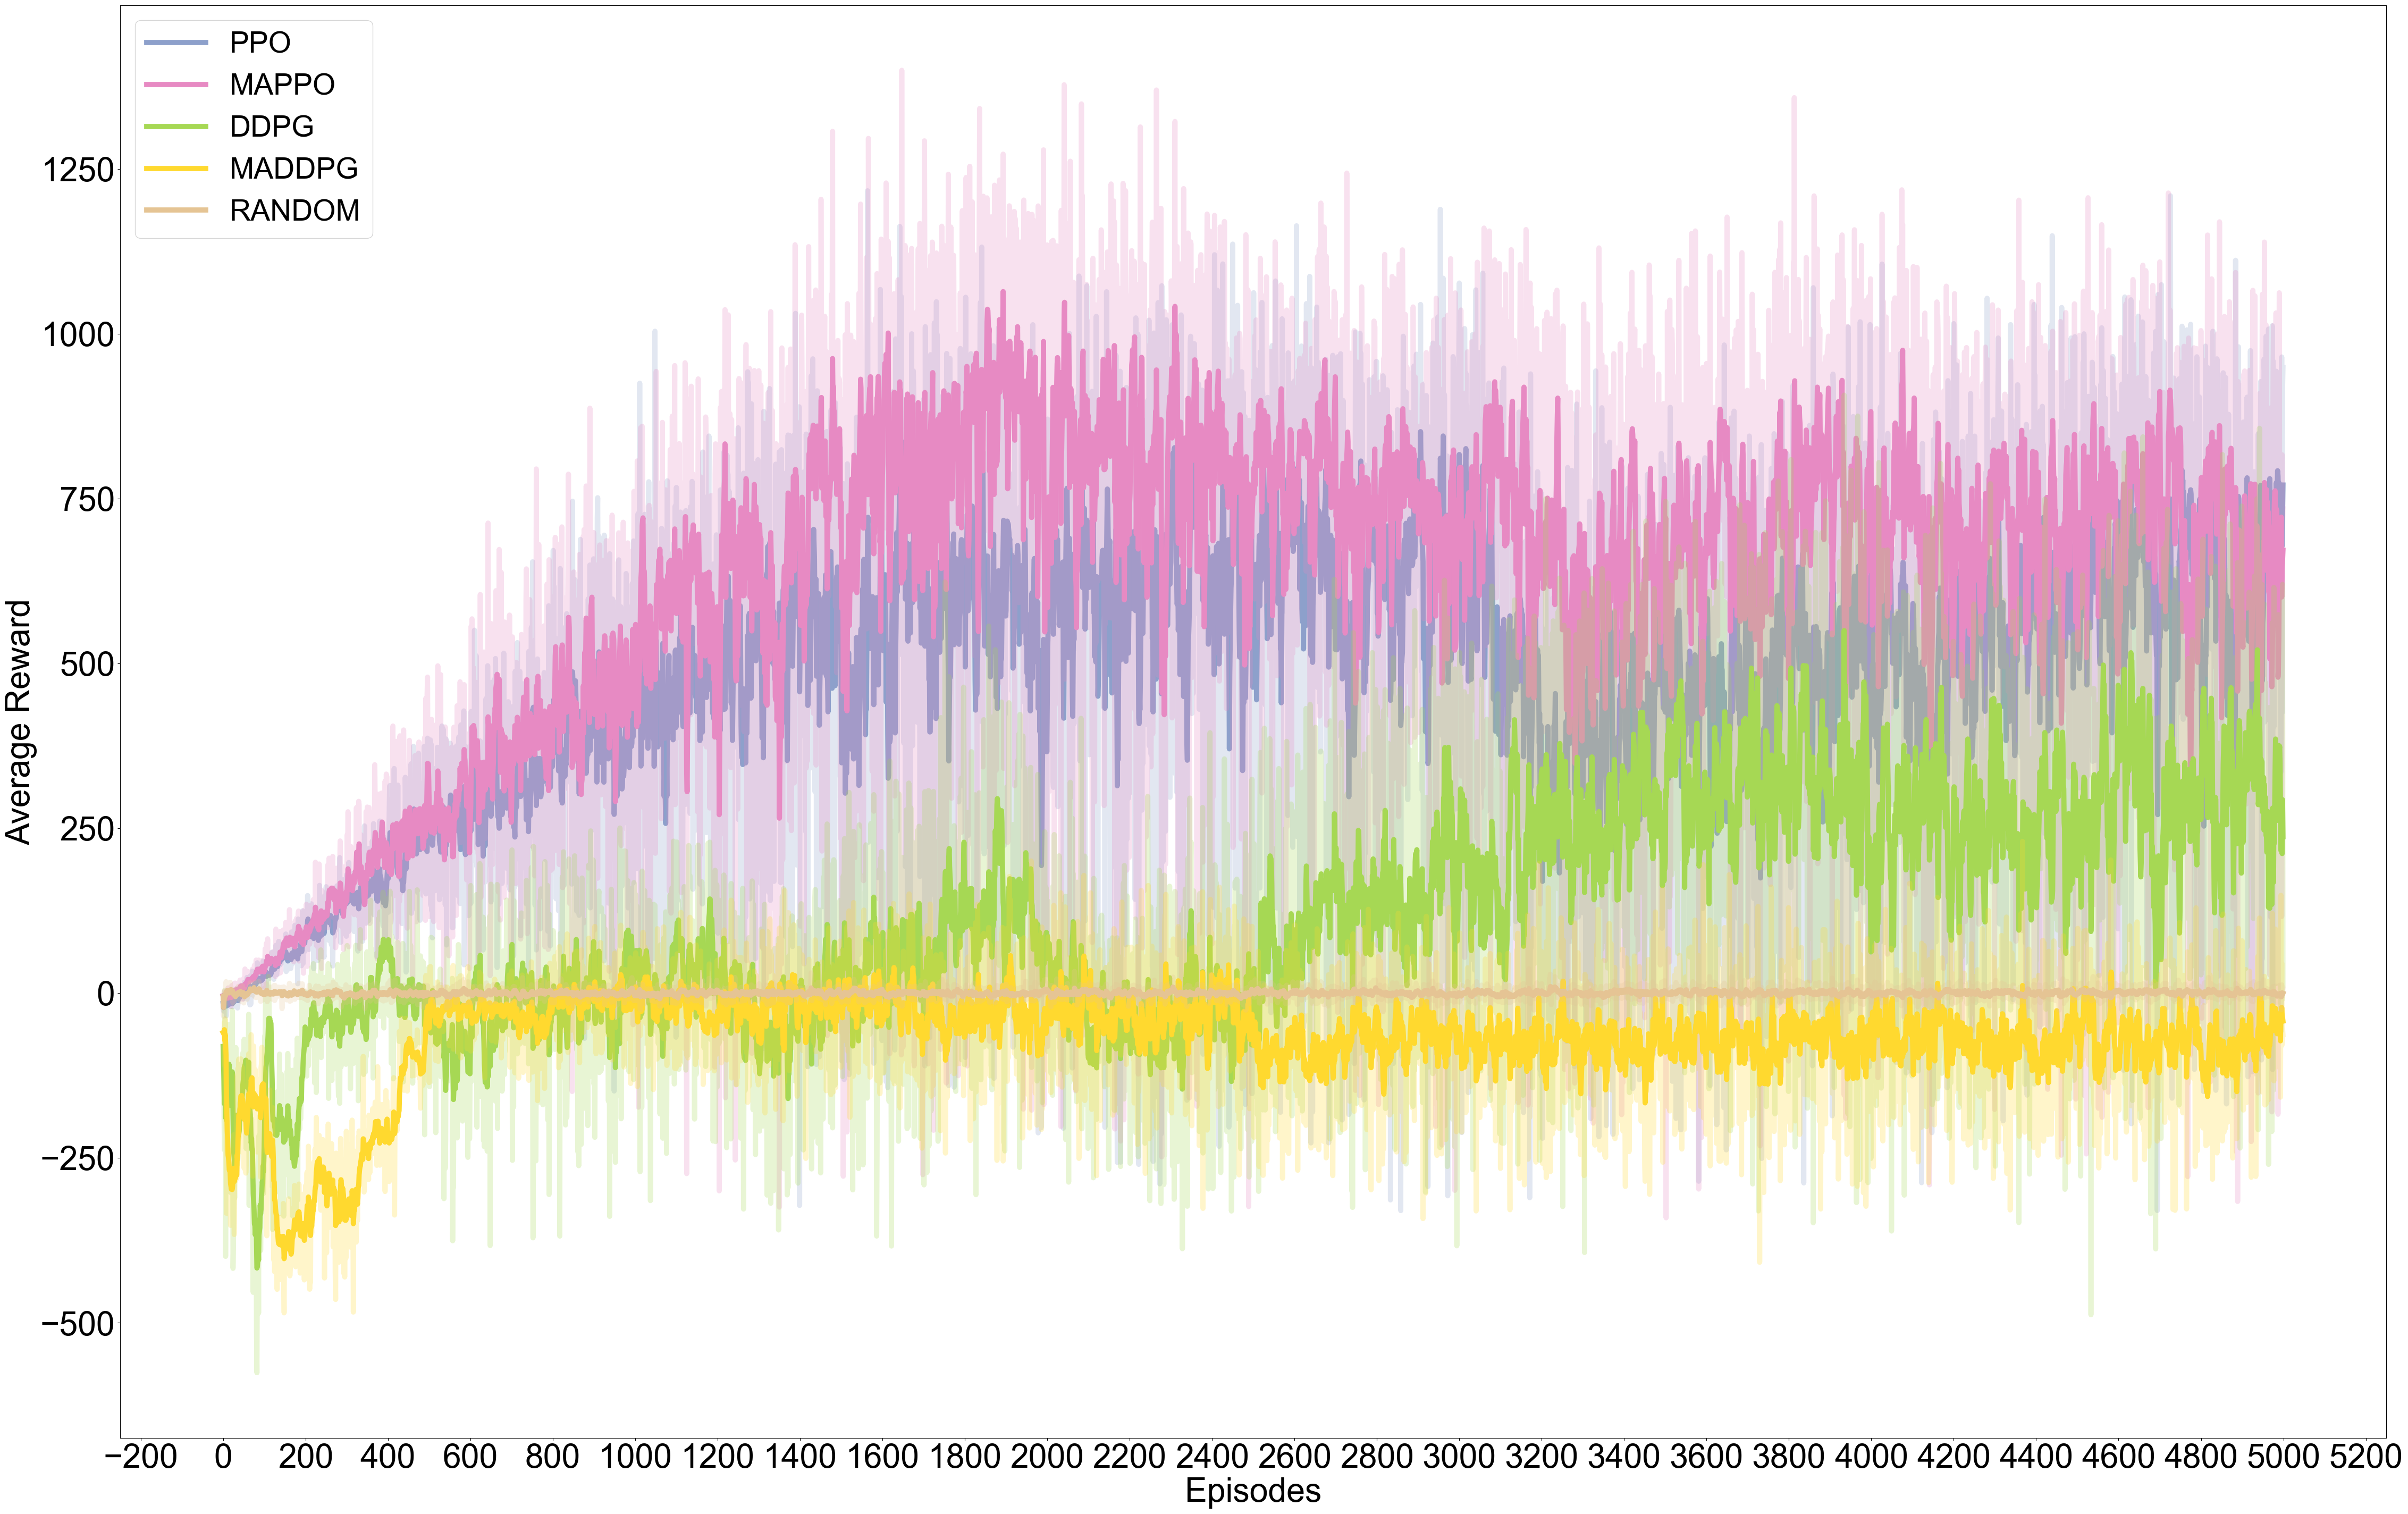 PPO
MAPPO
DDPG
MADDPG
RANDOM
Average Reward
1250
1000
750
500
250
0
−250
−500
−200 0 200 400 600 800 1000 1200 1400 1600 1800 2000 2200 2400 2600 2800 3000 3200 3400 3600 3800 4000 4200 4400 4600 4800 5000 5200
Episodes